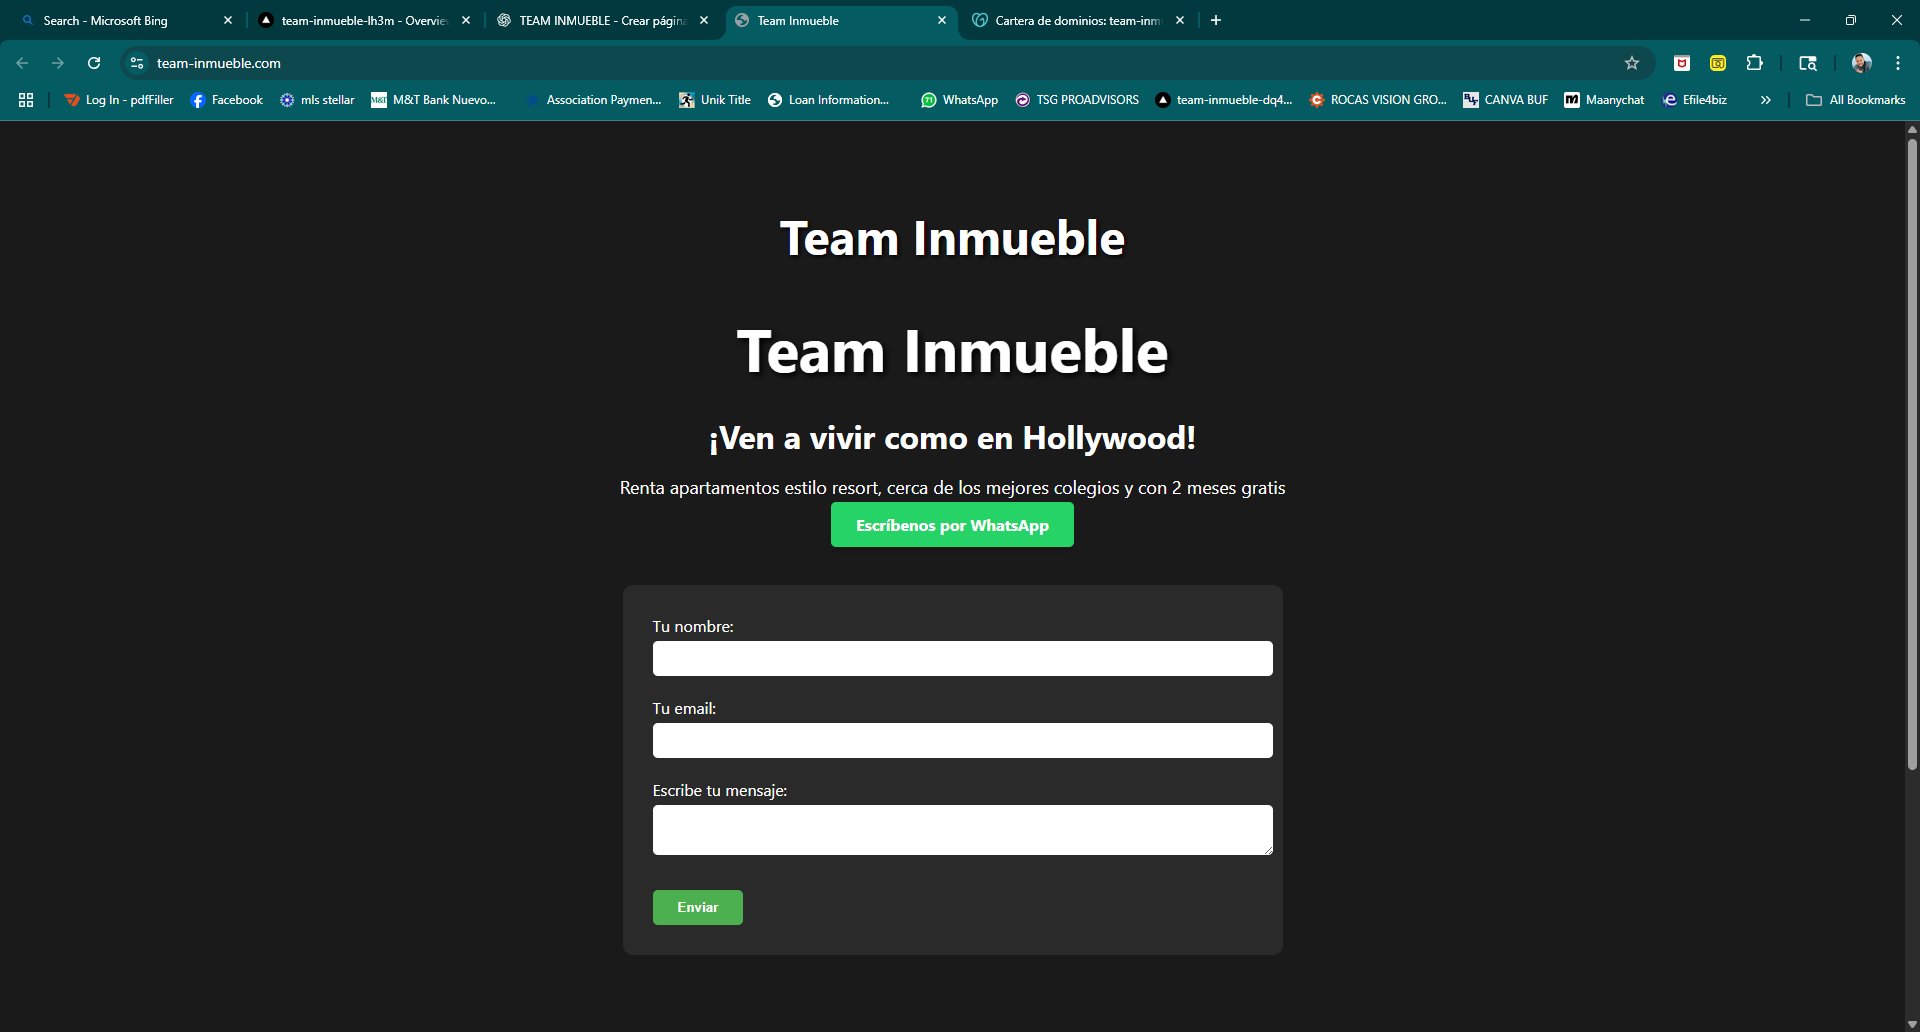 Search - Microsoft Bing
team-inmueble-lh3m - Overvie
TEAM INMUEBLE - Crear págin
Team Inmueble
Cartera de dominios: team-inm
team-inmueble.com
Log In - pdfFiller
Facebook
mls stellar
M&T Bank Nuevo...
Association Paymen...
Unik Title
Loan Information...
71
WhatsApp
TSG PROADVISORS
team-inmueble-dq4...
ROCAS VISION GRO...
CANVA BUF
Maanychat
Efile4biz
All Bookmarks
Team Inmueble
Team Inmueble
¡Ven a vivir como en Hollywood!
Renta apartamentos estilo resort, cerca de los mejores colegios y con 2 meses gratis
Escríbenos por WhatsApp
Tu nombre:
Tu email:
Escribe tu mensaje:
Enviar